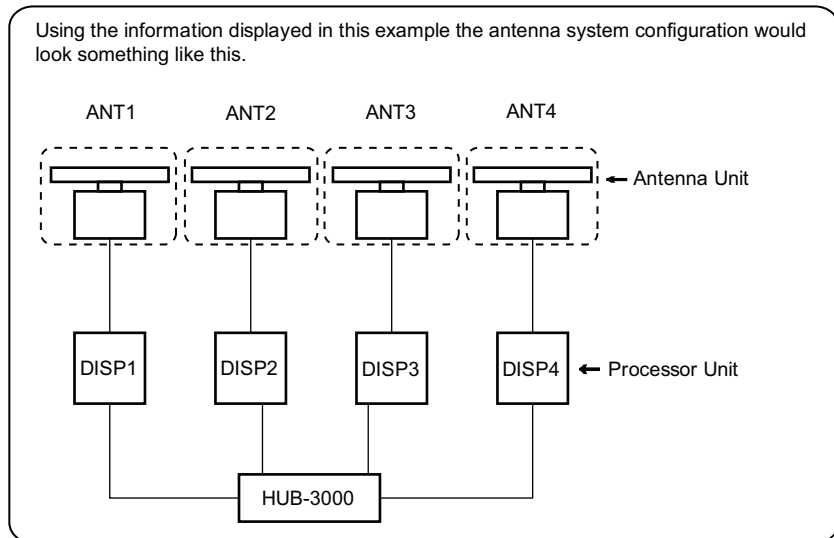 Using the information displayed in this example the antenna system configuration would
look something like this.
ANT1 ANT2 ANT3 ANT4
Antenna Unit
DISP1 DISP2 DISP3 DISP4 Processor Unit
HUB-3000